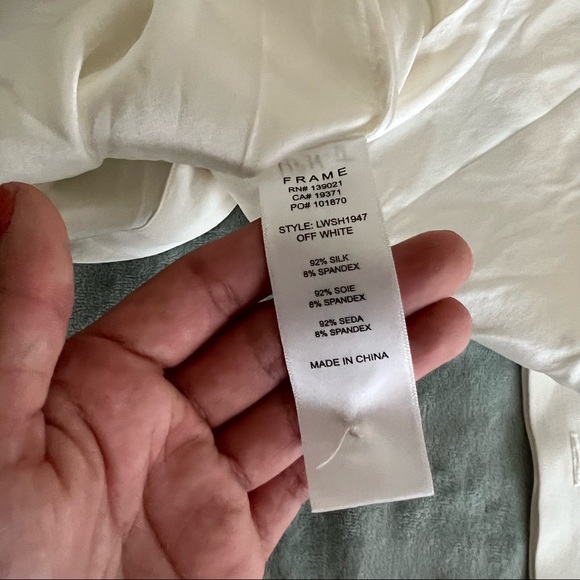 FRAME
RN# 139021
CA# 19371
PO# 101870
STYLE: LWSH1947
OFF WHITE
92% SILK
8% SPANDEX
92% SOIE
8% SPANDEX
92% SEDA
8% SPANDEX
MADE IN CHINA